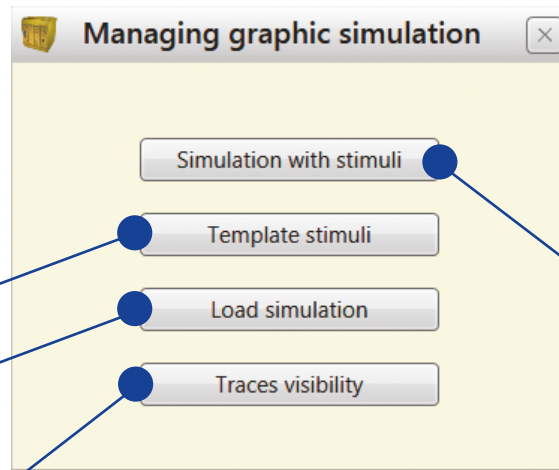 Managing graphic simulation
Simulation with stimuli
Template stimuli
Load simulation
Traces visibility